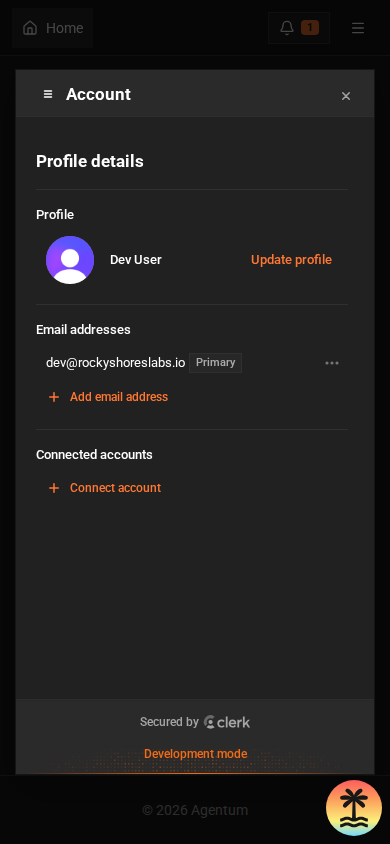 Home
1
Account
Profile details
Profile
Dev User
Update profile
Email addresses
dev@rockyshoreslabs.io Primary
Add email address
Connected accounts
Connect account
Secured by clerk
Development mode
© 2026 Agentum